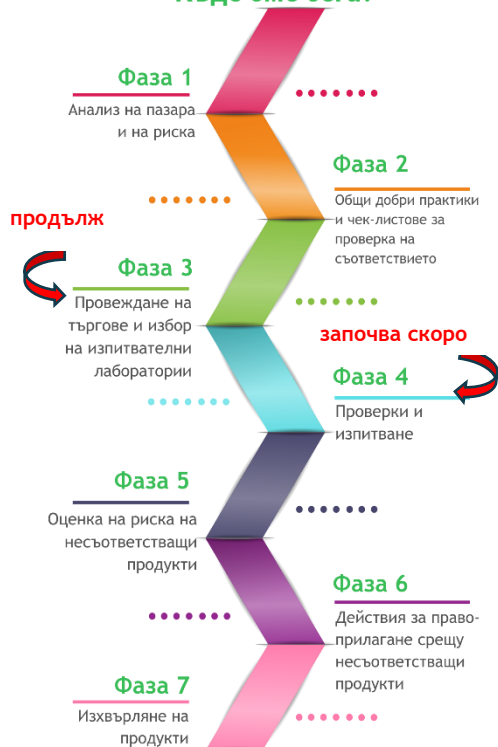 Фаза 1
Анализ на пазара
и на риска
Фаза 2
Общи добри практики
и чек-листове за
проверка на
съответствието
продълж
Фаза 3
Провеждане на
търгове и избор
на изпитвателни
лаборатории
започва скоро
Фаза 4
Проверки и
изпитване
Фаза 5
Оценка на риска на
несъответстващи
продукти
Фаза 6
Действия за право-
прилагане срещу
несъответстващи
продукти
Фаза 7
Изхвърляне на
продукти